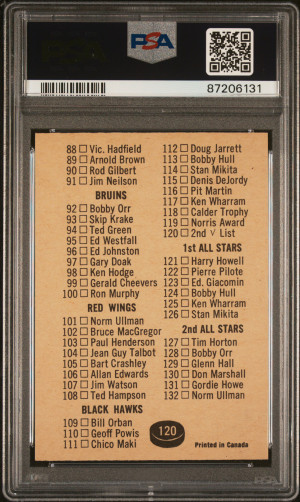 PSA
87206131
88 □ Vic. Hadfield
89 □ Arnold Brown
90 □ Rod Gilbert
91 □ Jim Neilson
BRUINS
92 □ Bobby Orr
93 □ Skip Krake
94 □ Ted Green
95 □ Ed Westfall
96 □ Ed Johnston
97 □ Gary Doak
98 □ Ken Hodge
99 □ Gerald Cheevers
100 □ Ron Murphy
RED WINGS
101 □ Norm Ullman
102 □ Bruce MacGregor
103 □ Paul Henderson
104 □ Jean Guy Talbot
105 □ Bart Crashley
106 □ Allan Edwards
107 □ Jim Watson
108 □ Ted Hampson
BLACK HAWKS
109 □ Bill Orban
110 □ Geoff Powis
111 □ Chico Maki
112 □ Doug Jarrett
113 □ Bobby Hull
114 □ Stan Mikita
115 □ Denis DeJordy
116 □ Pit Martin
117 □ Ken Wharram
118 □ Calder Trophy
119 □ Norris Award
120 □ 2nd √ List
1st ALL STARS
121 □ Harry Howell
122 □ Pierre Pilote
123 □ Ed. Giacomin
124 □ Bobby Hull
125 □ Ken Wharram
126 □ Stan Mikita
2nd ALL STARS
127 □ Tim Horton
128 □ Bobby Orr
129 □ Glenn Hall
130 □ Don Marshall
131 □ Gordie Howe
132 □ Norm Ullman
120
Printed in Canada